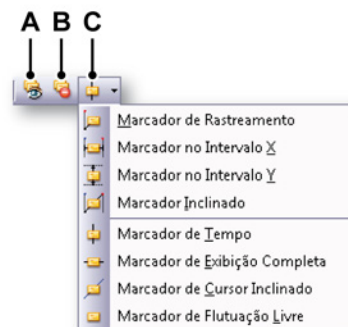 A B C
Marcador de Rastreamento
Marcador no Intervalo X
Marcador no Intervalo Y
Marcador Inclinado
Marcador de Tempo
Marcador de Exibição Completa
Marcador de Cursor Inclinado
Marcador de Flutuação Livre